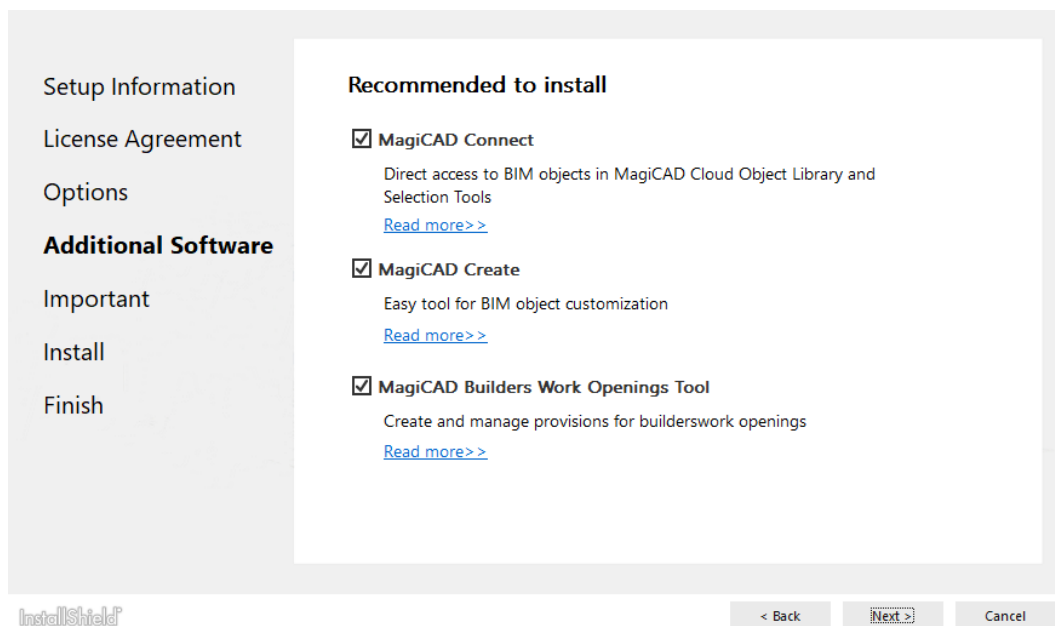 Setup Information
License Agreement
Options
Additional Software
Important
Install
Finish
Recommended to install
MagiCAD Connect
Direct access to BIM objects in MagiCAD Cloud Object Library and
Selection Tools
Read more>>
MagiCAD Create
Easy tool for BIM object customization
Read more>>
MagiCAD Builders Work Openings Tool
Create and manage provisions for builderswork openings
Read more>>
InstallShield
< Back
Next >
Cancel